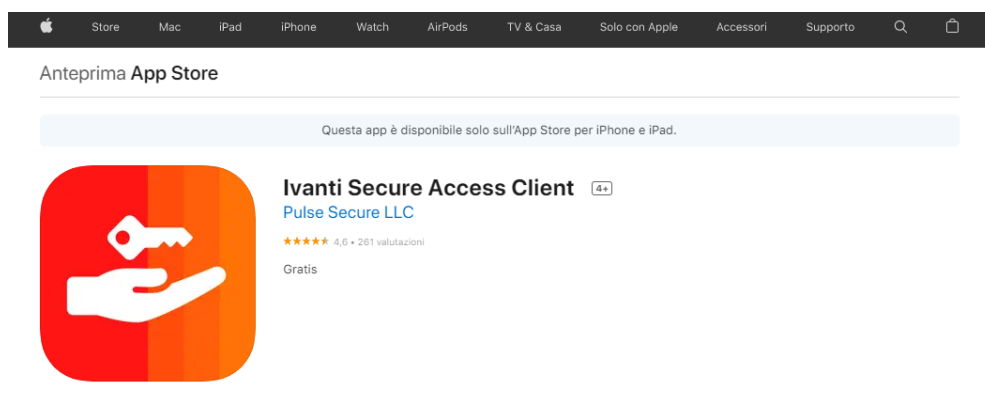 Store Mac iPad iPhone Watch AirPods TV & Casa Solo con Apple Accessori Supporto
Anteprima App Store
Questa app è disponibile solo sull'App Store per iPhone e iPad.
Ivanti Secure Access Client 4+
Pulse Secure LLC
★★★★★ 4,6 • 261 valutazioni
Gratis